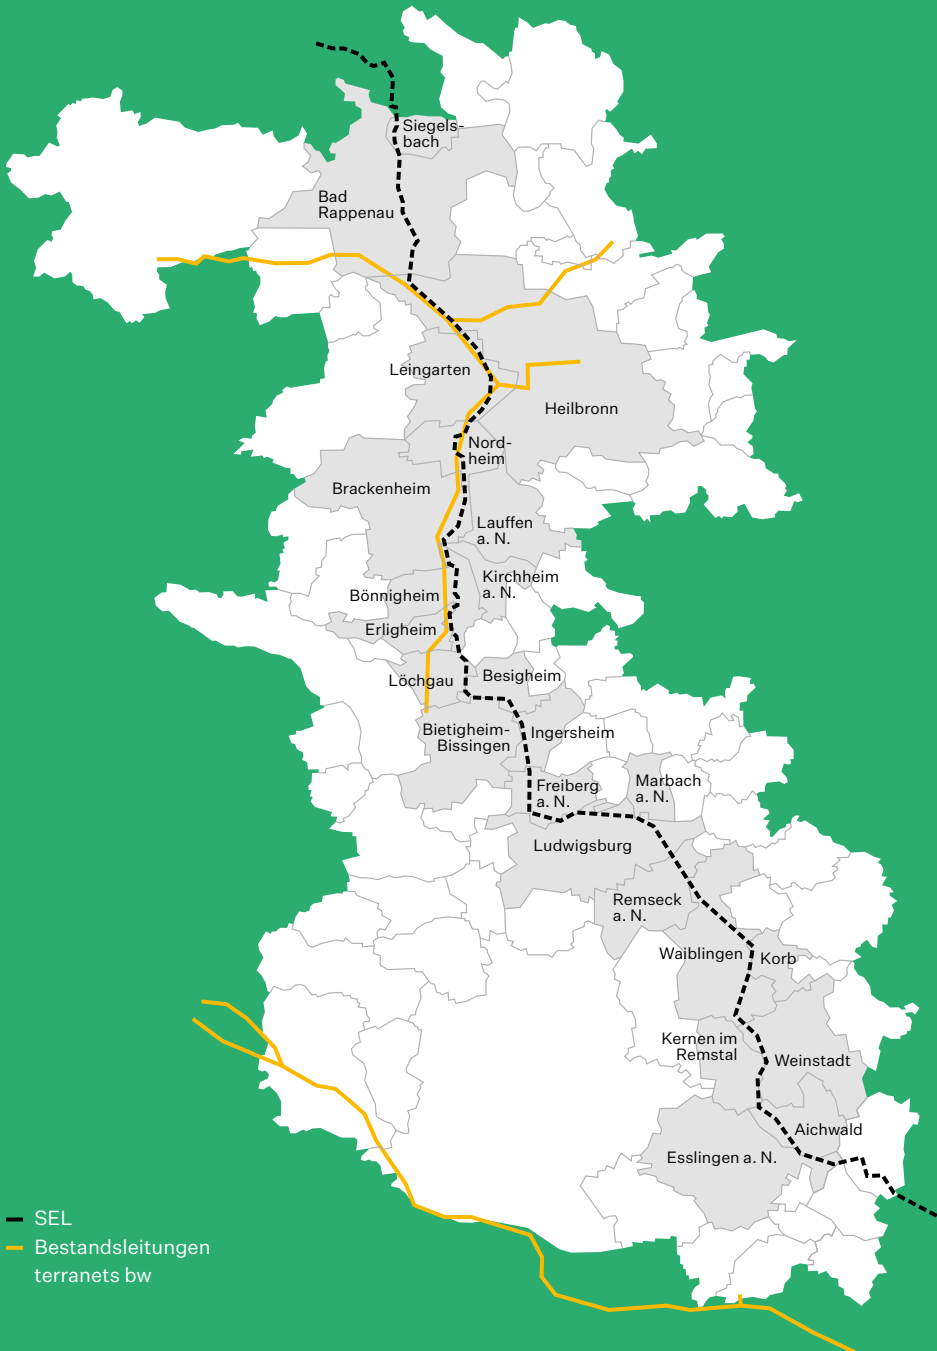 Siegels-
bach
Bad
Rappenau
Leingarten
Heilbronn
Nord-
heim
Brackenheim
Lauffen
a. N.
Kirchheim
a. N.
Bönnigheim
Erligheim
Löchgau
Besigheim
Bietigheim-
Bissingen
Ingersheim
Freiberg
a. N.
Marbach
a. N.
Ludwigsburg
Remseck
a. N.
Waiblingen
Korb
Kernen im
Remstal
Weinstadt
Aichwald
Esslingen a. N.
SEL
Bestandsleitungen
terranets bw